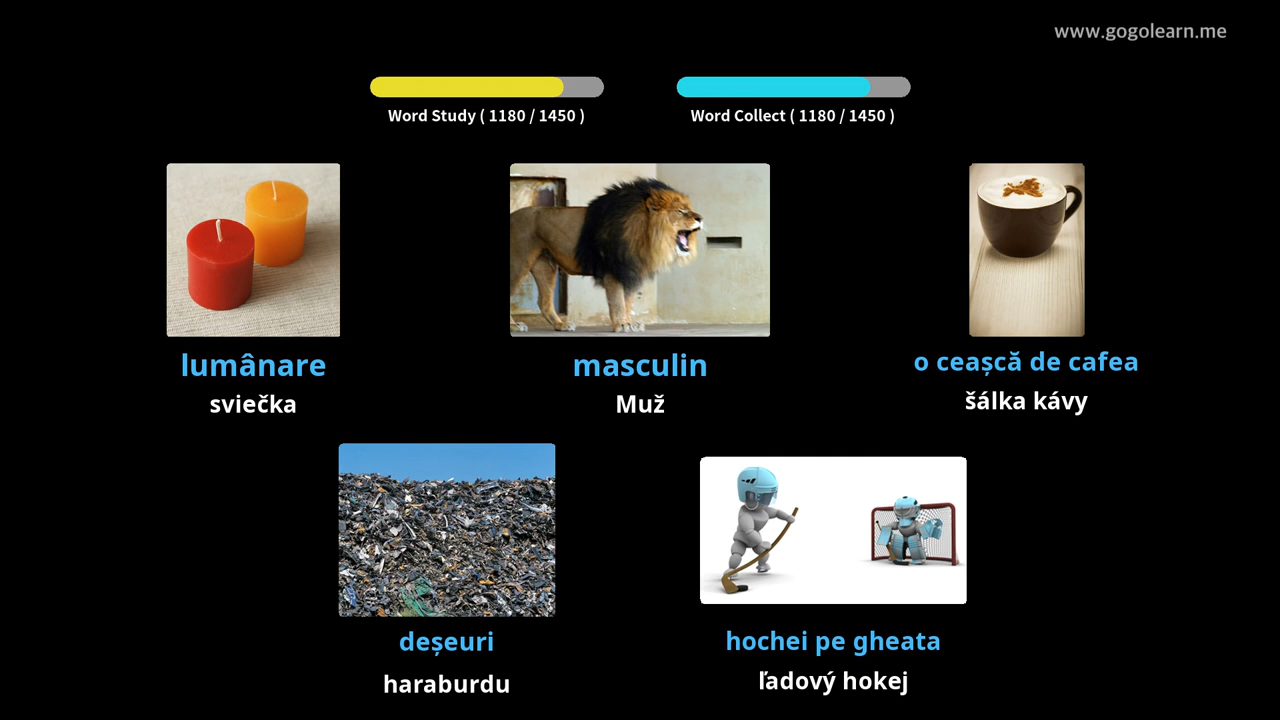 www.gogolearn.me
Word Study ( 1180 / 1450 )
Word Collect ( 1180 / 1450 )
lumânare
sviečka
masculin
Muž
o ceașcă de cafea
šálka kávy
deșeuri
haraburdu
hochei pe gheata
ľadový hokej